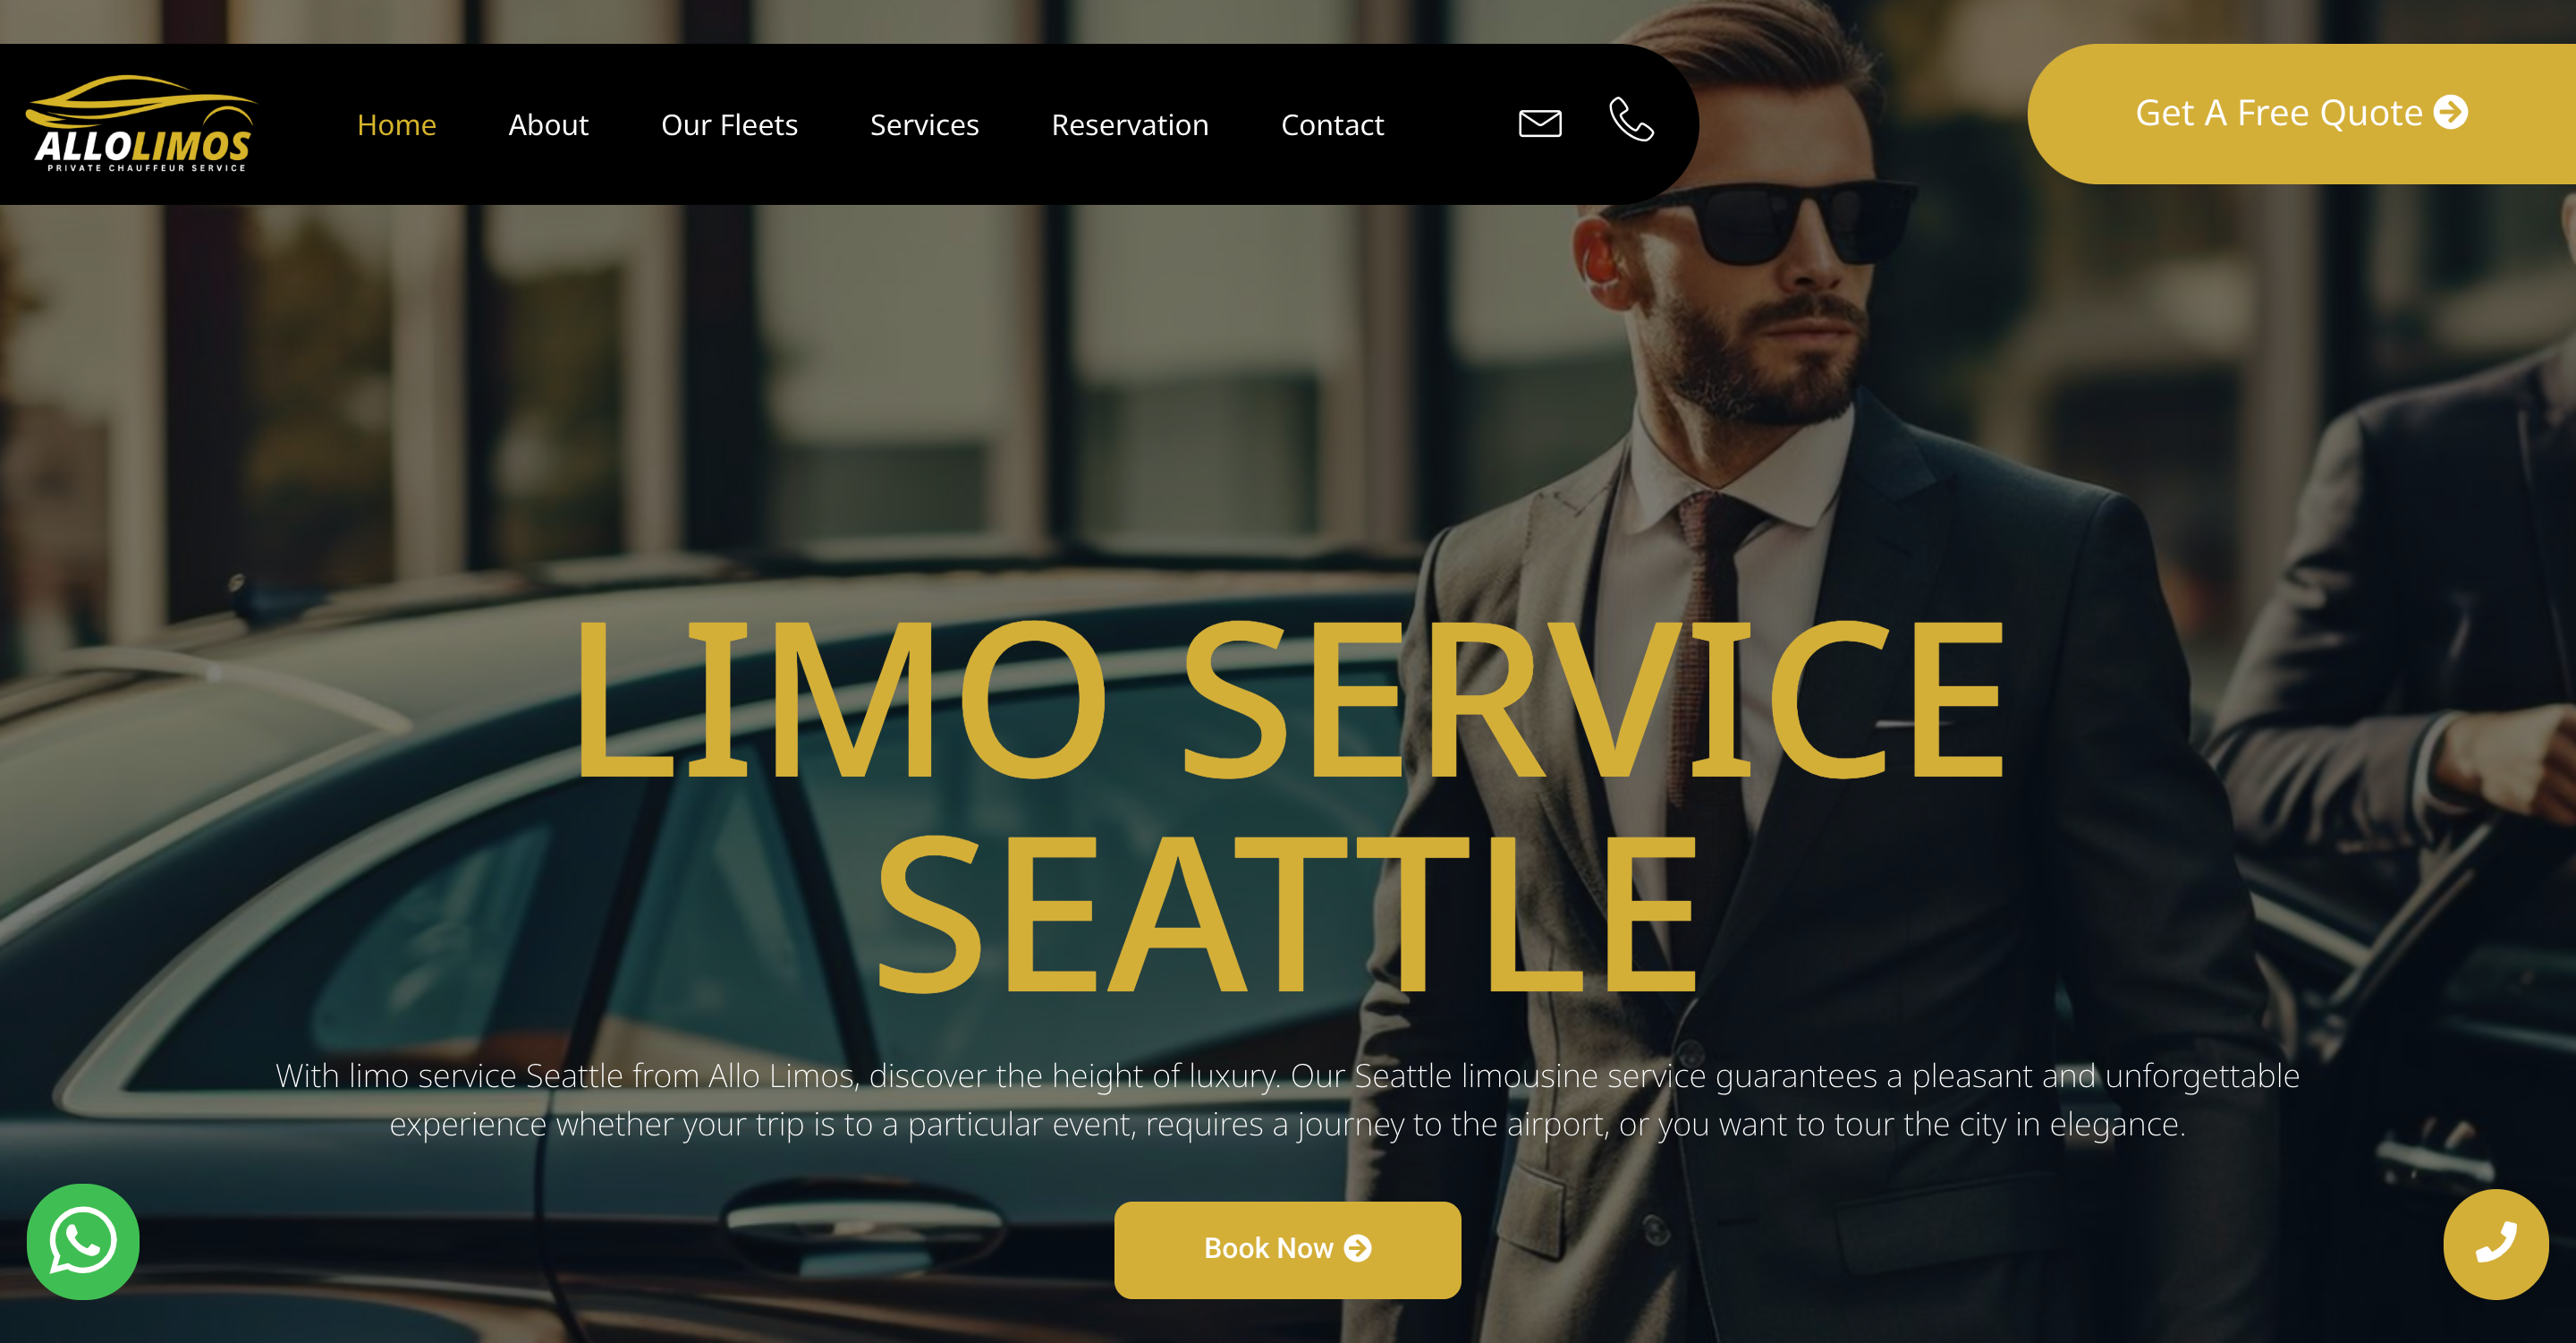 ALLOLIMOS
PRIVATE CHAUFFEUR SERVICE
Home About Our Fleets Services Reservation Contact
Get A Free Quote
LIMO SERVICE
SEATTLE
With limo service Seattle from Allo Limos, discover the height of luxury. Our Seattle limousine service guarantees a pleasant and unforgettable
experience whether your trip is to a particular event, requires a journey to the airport, or you want to tour the city in elegance.
Book Now